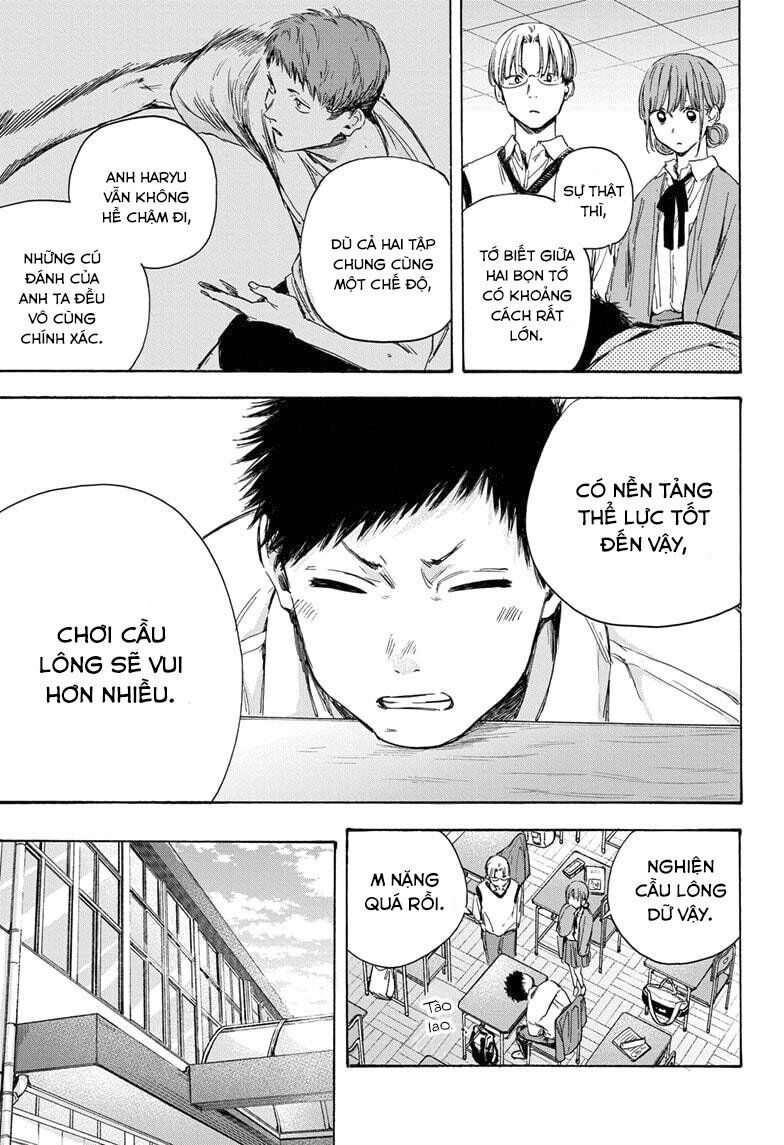 SỰ THẬT
THÌ,
TỚ BIẾT GIỮA
HAI BỌN TỚ
CÓ KHOẢNG
CÁCH RẤT
LỚN.
DÙ CẢ HAI TẬP
CHUNG CÙNG
MỘT CHẾ ĐỘ,
ANH HARYU
VẪN KHÔNG
HỀ CHẬM ĐI,
NHỮNG CÚ
ĐÁNH CỦA
ANH TA ĐỀU
VÔ CÙNG
CHÍNH XÁC.
CÓ NỀN TẢNG
THỂ LỰC TỐT
ĐẾN VẬY,
CHƠI CẦU
LÔNG SẼ VUI
HƠN NHIỀU.
NGHIỆN
CẦU LÔNG
DỮ VẬY.
M NẶNG
QUÁ RỒI.
Tào
lao.